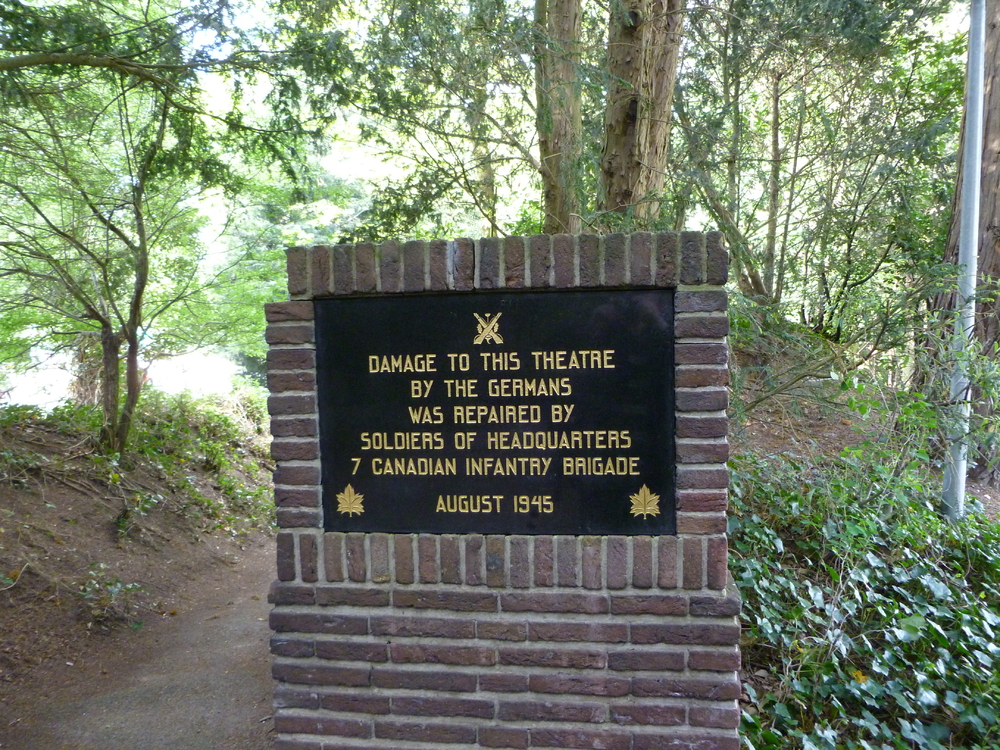 DAMAGE TO THIS THEATRE
BY THE GERMANS
WAS REPAIRED BY
SOLDIERS OF HEADQUARTERS
7 CANADIAN INFANTRY BRIGADE
AUGUST 1945